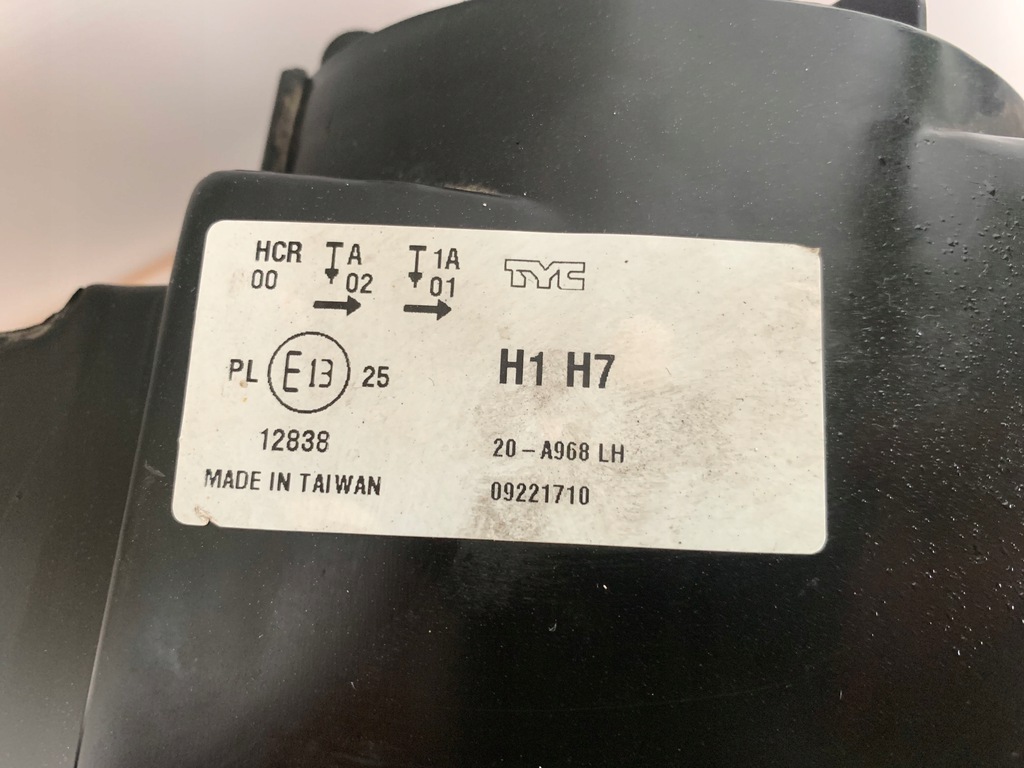 HCR A 1A TYC
00 02 01
PL E13 25 H1 H7
12838 20-A968 LH
MADE IN TAIWAN 09221710